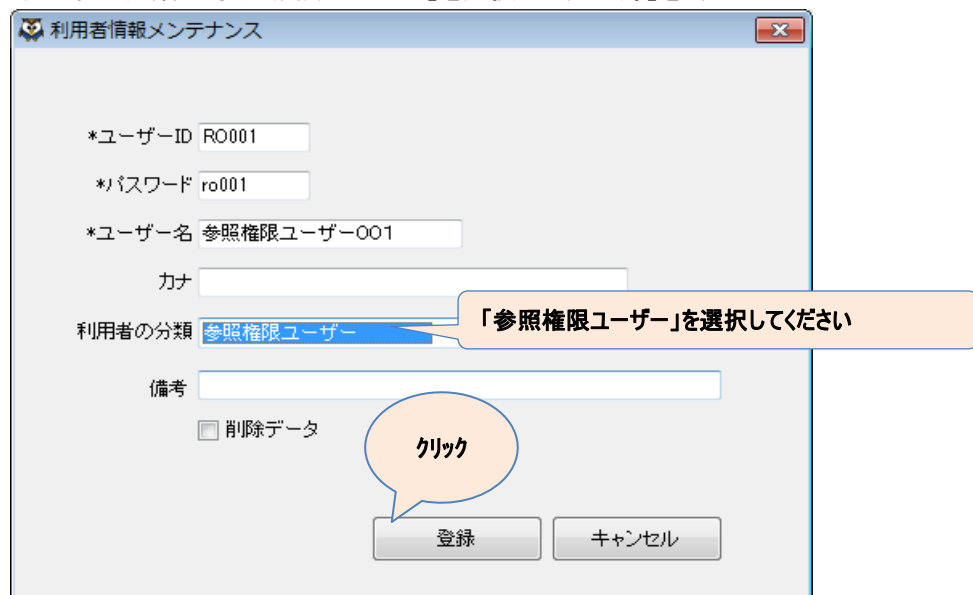 利用者情報メンテナンス
*ユーザーID RO001
*パスワード ro001
*ユーザー名 参照権限ユーザー001
カナ
利用者の分類 参照権限ユーザー
「参照権限ユーザー」を選択してください
備考
削除データ
クリック
登録 キャンセル